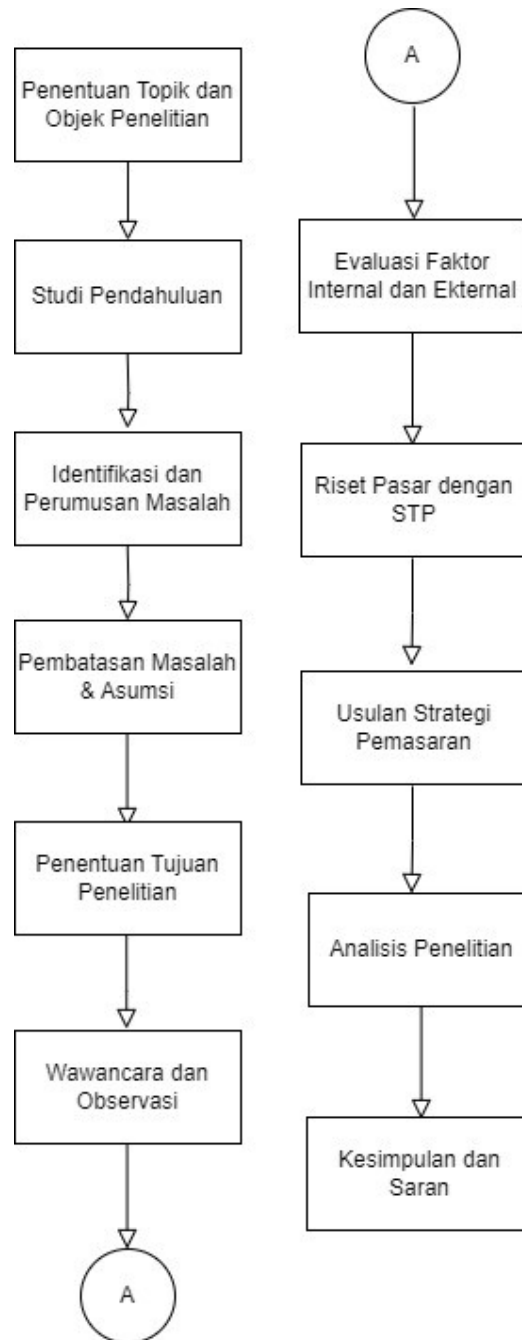 Penentuan Topik dan
Objek Penelitian
Studi Pendahuluan
Identifikasi dan
Perumusan Masalah
Pembatasan Masalah
& Asumsi
Penentuan Tujuan
Penelitian
Wawancara dan
Observasi
A
A
Evaluasi Faktor
Internal dan Ekternal
Riset Pasar dengan
STP
Usulan Strategi
Pemasaran
Analisis Penelitian
Kesimpulan dan
Saran